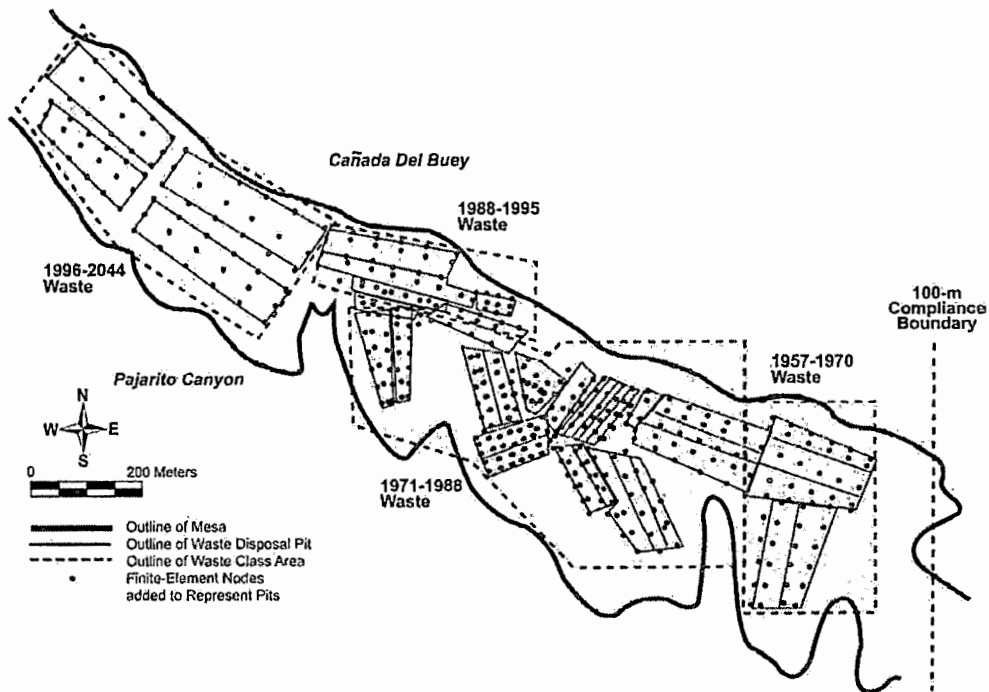 Cañada Del Buey
1988-1995
Waste
1996-2044
Waste
100-m
Compliance
Boundary
1957-1970
Waste
Pajarito Canyon
N
W E
S
0 200 Meters
1971-1988
Waste
Outline of Mesa
Outline of Waste Disposal Pit
Outline of Waste Class Area
Finite-Element Nodes
added to Represent Pits